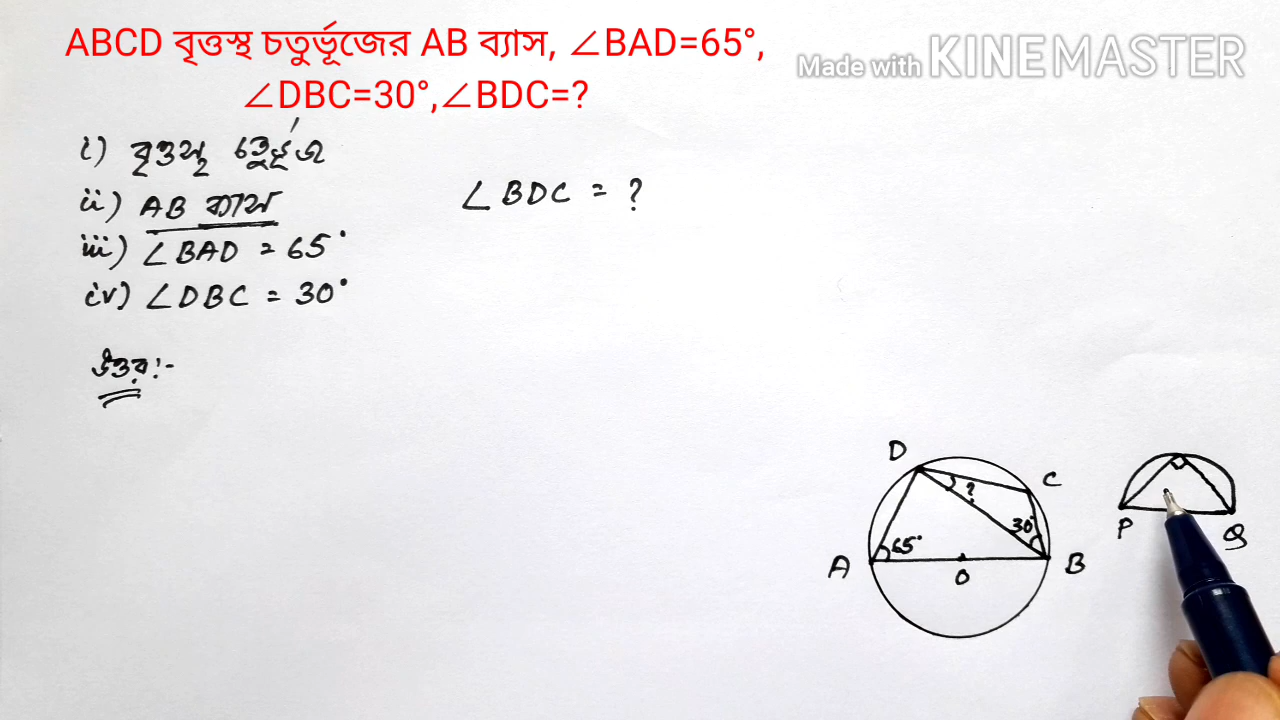 ABCD বৃত্তস্থ চতুর্ভূজের AB ব্যাস, ∠BAD=65°,
∠DBC=30°,∠BDC=?
Made with KINEMASTER
i) বৃত্তস্থ চতুর্ভূজ
ii) AB ব্যাস
∠BDC = ?
iii) ∠BAD = 65°
iv) ∠DBC = 30°
উত্তর:-
D
C
?
30°
65°
A
O
B
P
Q